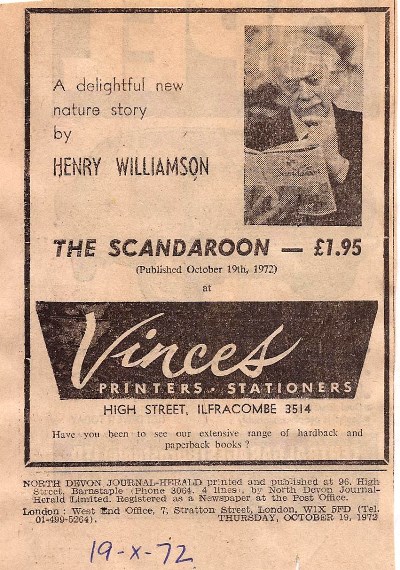 A delightful new
nature story
by
HENRY WILLIAMSON
THE SCANDAROON — £1.95
(Published October 19th, 1972)
at
Vinces
PRINTERS · STATIONERS
HIGH STREET, ILFRACOMBE 3514
Have you been to see our extensive range of hardback and
paperback books ?
NORTH DEVON JOURNAL-HERALD printed and published at 96, High
Street, Barnstaple (Phone 3064, 4 lines), by North Devon Journal-
Herald Limited. Registered as a Newspaper at the Post Office.
London : West End Office, 7, Stratton Street, London, W1X 5FD (Tel.
01-499-5264). THURSDAY, OCTOBER 19, 1972
19-X-72